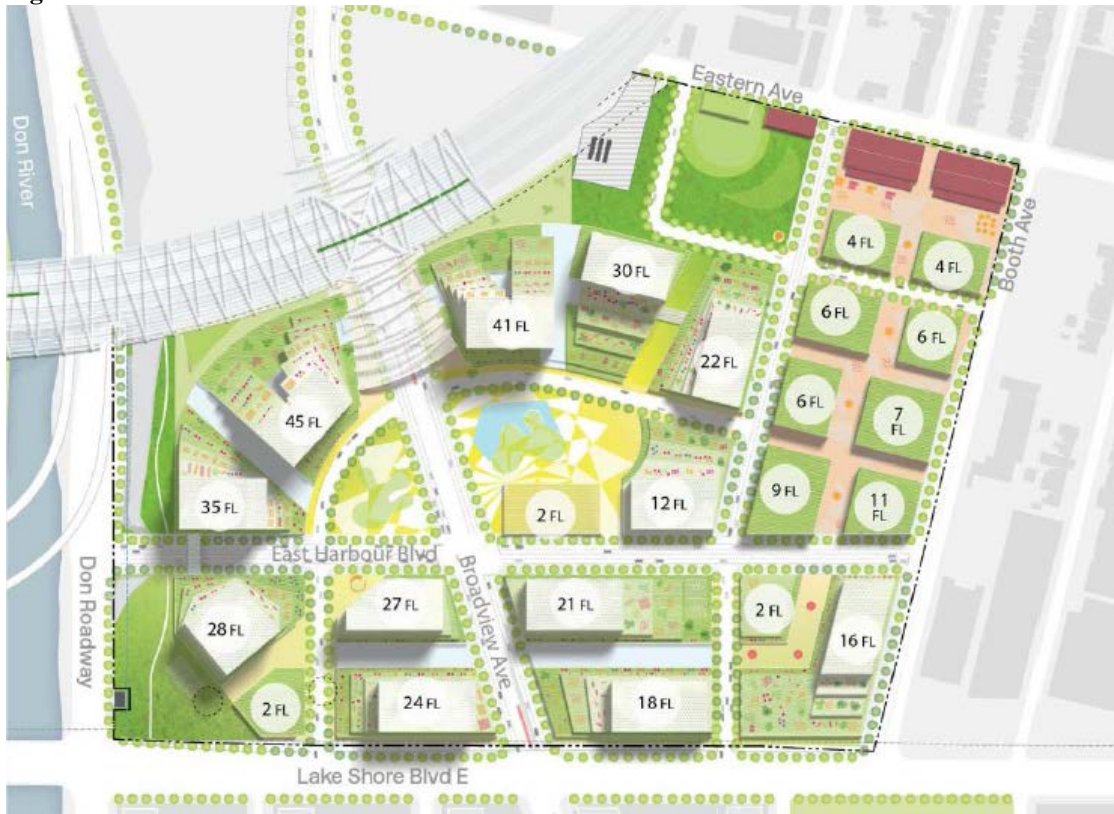 Eastern Ave
Don River
Booth Ave
4 FL
4 FL
30 FL
41 FL
6 FL
6 FL
22 FL
45 FL
6 FL
7
FL
35 FL
2 FL
12 FL
9 FL
11
FL
East Harbour Blvd
Don Roadway
Broadview Ave
28 FL
27 FL
21 FL
2 FL
16 FL
2 FL
24 FL
18 FL
Lake Shore Blvd E